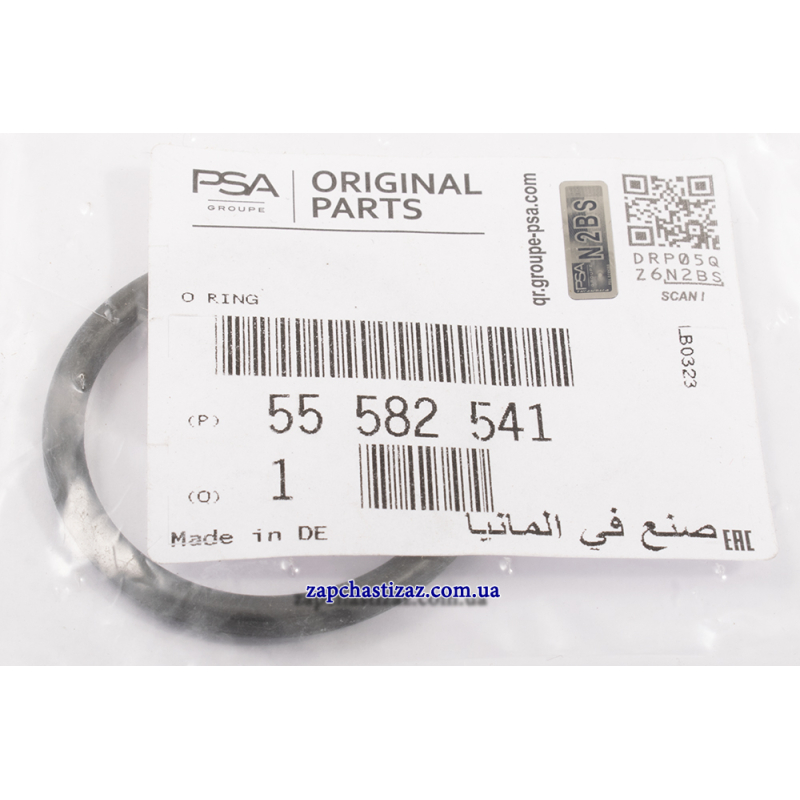 PSA
GROUPE
ORIGINAL
PARTS
qr.groupe-psa.com
PSA
N2BS
DRP05Q
Z6N2BS
SCAN!
O RING
LB0323
(P) 55 582 541
(Q) 1
Made in DE
صنع في المانيا
EAC
zapchastizaz.com.ua